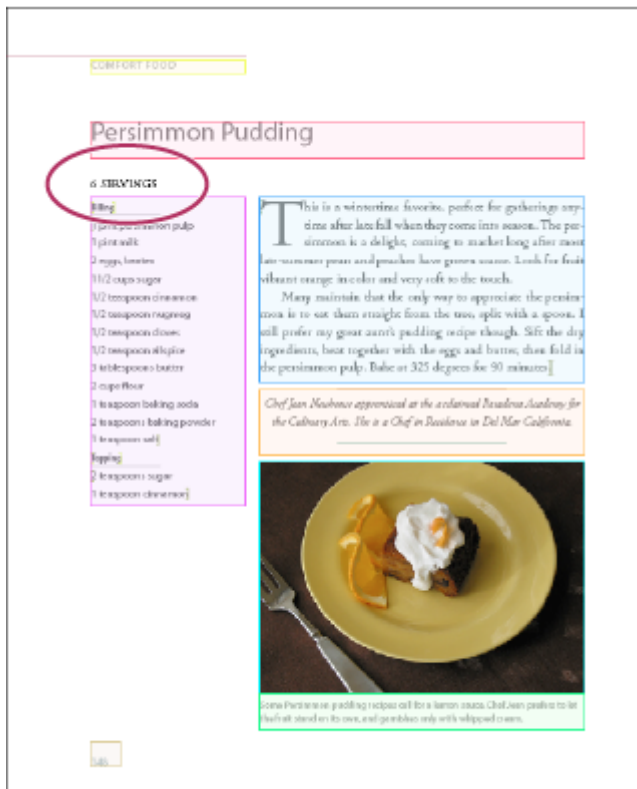 COMFORT FOOD
Persimmon Pudding
6 SERVINGS
Filling
1 pint persimmon pulp
1 pint milk
2 eggs, beaten
1 1/2 cups sugar
1/2 teaspoon cinnamon
1/2 teaspoon nugmeg
1/2 teaspoon cloves
1/2 teaspoon allspice
3 tablespoons butter
2 cups flour
1 teaspoon baking soda
2 teaspoons baking powder
1 teaspoon salt
Topping
2 teaspoons sugar
1 teaspoon cinnamon
This is a wintertime favorite, perfect for gatherings any-
time after late fall when they come into season. The per-
simmon is a delight, coming to market long after most
late-summer pears and peaches have grown scarce. Look for fruit
vibrant orange in color and very soft to the touch.
Many maintain that the only way to appreciate the persim-
mon is to eat them straight from the tree, split with a spoon. I
still prefer my great aunt's pudding recipe though. Sift the dry
ingredients, beat together with the eggs and butter, then fold in
the persimmon pulp. Bake at 325 degrees for 90 minutes.
Chef Jean Newhouse apprenticed at the acclaimed Pasadena Academy for
the Culinary Arts. She is a Chef in Residence in Del Mar California.
Some Persimmon pudding recipes call for a lemon sauce. Chef Jean prefers to let
the fruit stand on its own, and garnishes only with whipped cream.